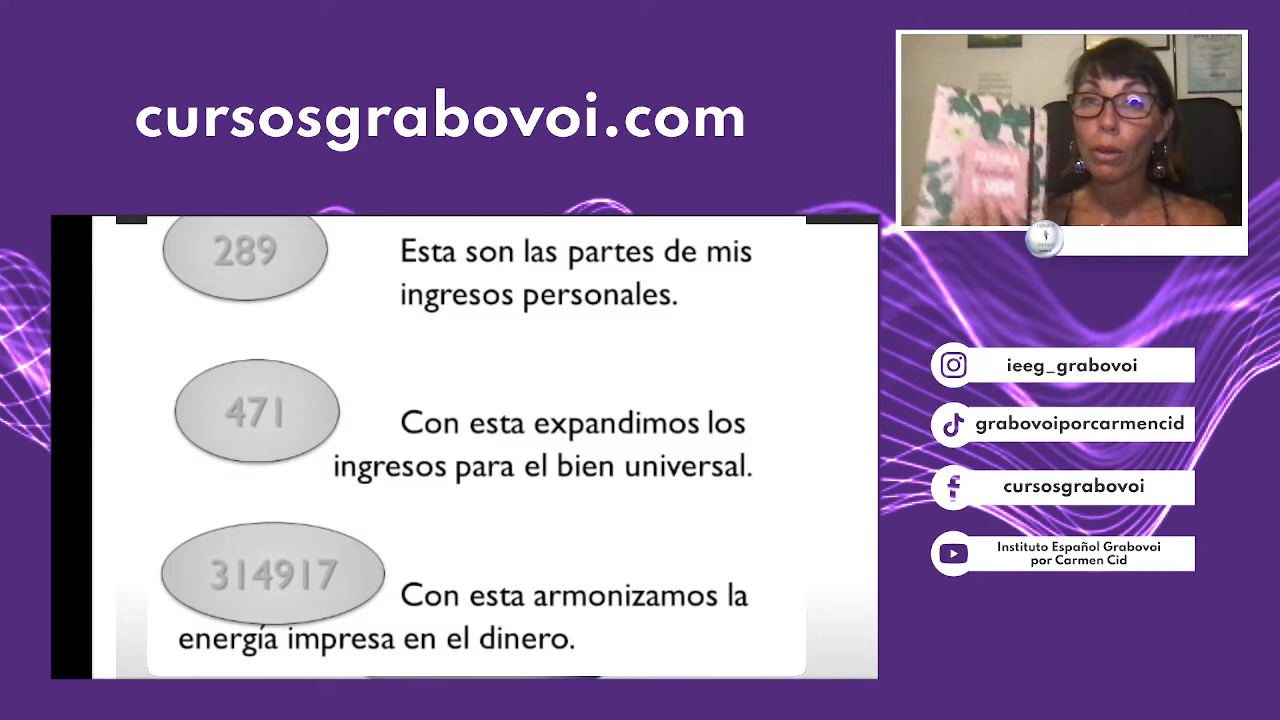 cursosgrabovoi.com
289
Esta son las partes de mis
ingresos personales.
471
Con esta expandimos los
ingresos para el bien universal.
314917
Con esta armonizamos la
energía impresa en el dinero.
ieeg_grabovoi
grabovoiporcarmencid
cursosgrabovoi
Instituto Español Grabovoi
por Carmen Cid